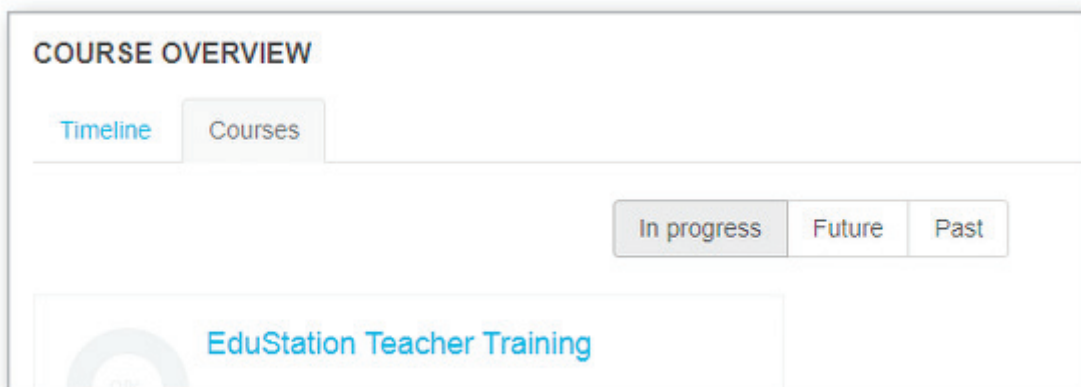 COURSE OVERVIEW
Timeline Courses
In progress Future Past
EduStation Teacher Training